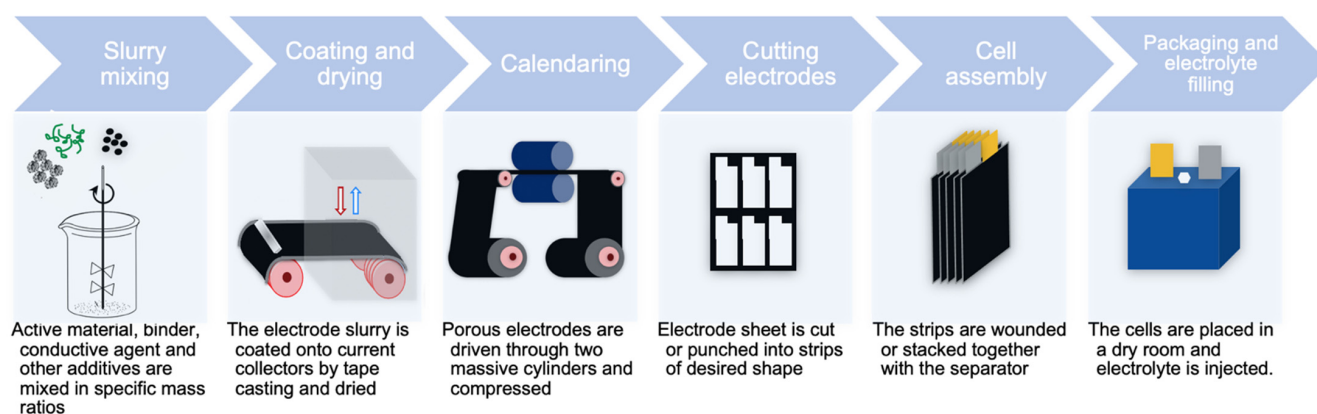 Slurry
mixing
Coating and
drying
Calendaring
Cutting
electrodes
Cell
assembly
Packaging and
electrolyte
filling
Active material, binder,
conductive agent and
other additives are
mixed in specific mass
ratios
The electrode slurry is
coated onto current
collectors by tape
casting and dried
Porous electrodes are
driven through two
massive cylinders and
compressed
Electrode sheet is cut
or punched into strips
of desired shape
The strips are wounded
or stacked together
with the separator
The cells are placed in
a dry room and
electrolyte is injected.